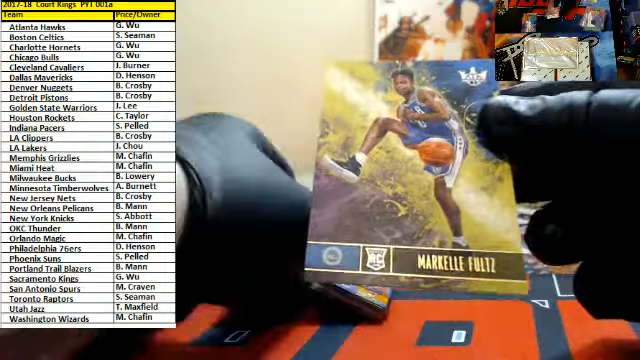 2017-18 Court Kings PYT 001a
Team Price/Owner
Atlanta Hawks G. Wu
Boston Celtics S. Seaman
Charlotte Hornets G. Wu
Chicago Bulls G. Wu
Cleveland Cavaliers J. Burner
Dallas Mavericks D. Henson
Denver Nuggets B. Crosby
Detroit Pistons B. Crosby
Golden State Warriors J. Lee
Houston Rockets C. Taylor
Indiana Pacers S. Pelled
LA Clippers B. Crosby
LA Lakers J. Chou
Memphis Grizzlies M. Chafin
Miami Heat M. Chafin
Milwaukee Bucks B. Lowery
Minnesota Timberwolves A. Burnett
New Jersey Nets B. Crosby
New Orleans Pelicans B. Mann
New York Knicks S. Abbott
OKC Thunder B. Mann
Orlando Magic M. Chafin
Philadelphia 76ers D. Henson
Phoenix Suns S. Pelled
Portland Trail Blazers B. Mann
Sacramento Kings G. Wu
San Antonio Spurs M. Craven
Toronto Raptors S. Seaman
Utah Jazz T. Maxfield
Washington Wizards M. Chafin
RC MARKELLE FULTZ